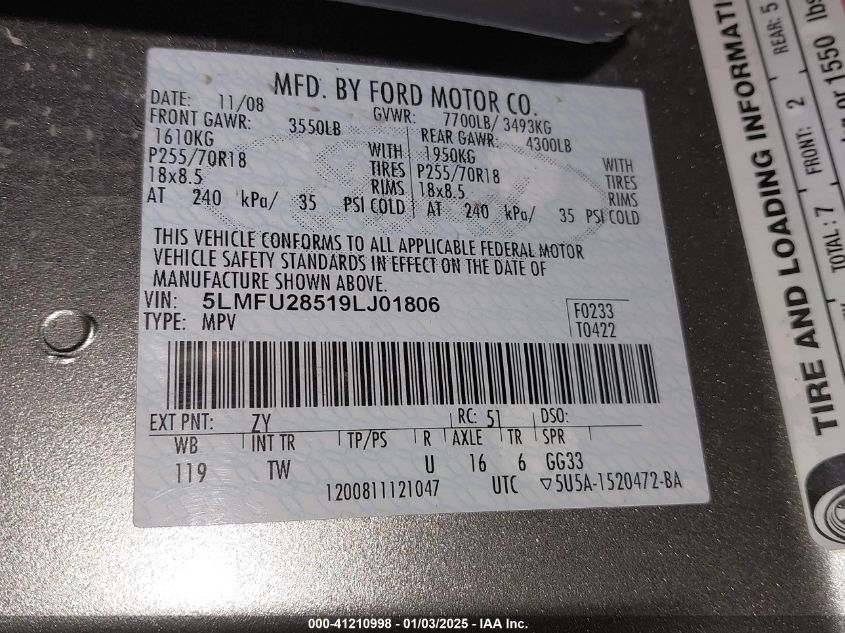 MFD. BY FORD MOTOR CO.
DATE: 11/08 GVWR: 7700LB/ 3493KG
FRONT GAWR: 3550LB REAR GAWR: 4300LB
1610KG WITH 1950KG WITH
P255/70R18 TIRES P255/70R18 TIRES
18x8.5 RIMS 18x8.5 RIMS
AT 240 kPa/ 35 PSI COLD AT 240 kPa/ 35 PSI COLD
THIS VEHICLE CONFORMS TO ALL APPLICABLE FEDERAL MOTOR
VEHICLE SAFETY STANDARDS IN EFFECT ON THE DATE OF
MANUFACTURE SHOWN ABOVE.
VIN: 5LMFU28519LJ01806 F0233
TYPE: MPV T0422
EXT PNT: ZY RC: 51 DSO:
WB INT TR TP/PS R AXLE TR SPR
119 TW U 16 6 GG33
1200811121047 UTC ▽5U5A-1520472-BA
TIRE AND LOADING INFORMATI
TOTAL: 7 FRONT: 2 REAR: 5
kg or 1550 lbs
000-41210998 - 01/03/2025 - IAA Inc.